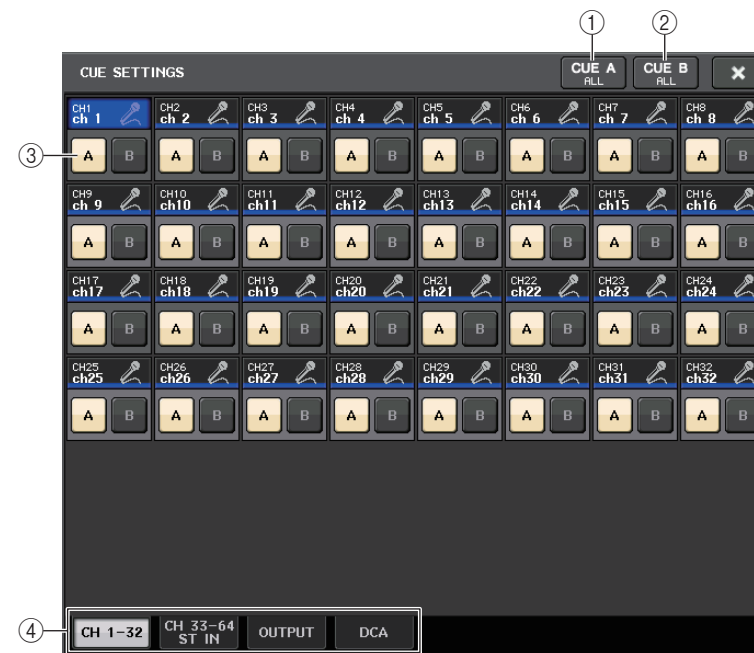 ① ②
CUE SETTINGS CUE A ALL CUE B ALL ×
CH1 CH2 CH3 CH4 CH5 CH6 CH7 CH8
ch 1 ch 2 ch 3 ch 4 ch 5 ch 6 ch 7 ch 8
③ A B A B A B A B A B A B A B A B
CH9 CH10 CH11 CH12 CH13 CH14 CH15 CH16
ch 9 ch10 ch11 ch12 ch13 ch14 ch15 ch16
A B A B A B A B A B A B A B A B
CH17 CH18 CH19 CH20 CH21 CH22 CH23 CH24
ch17 ch18 ch19 ch20 ch21 ch22 ch23 ch24
A B A B A B A B A B A B A B A B
CH25 CH26 CH27 CH28 CH29 CH30 CH31 CH32
ch25 ch26 ch27 ch28 ch29 ch30 ch31 ch32
A B A B A B A B A B A B A B A B
④ CH 1-32 CH 33-64 ST IN OUTPUT DCA